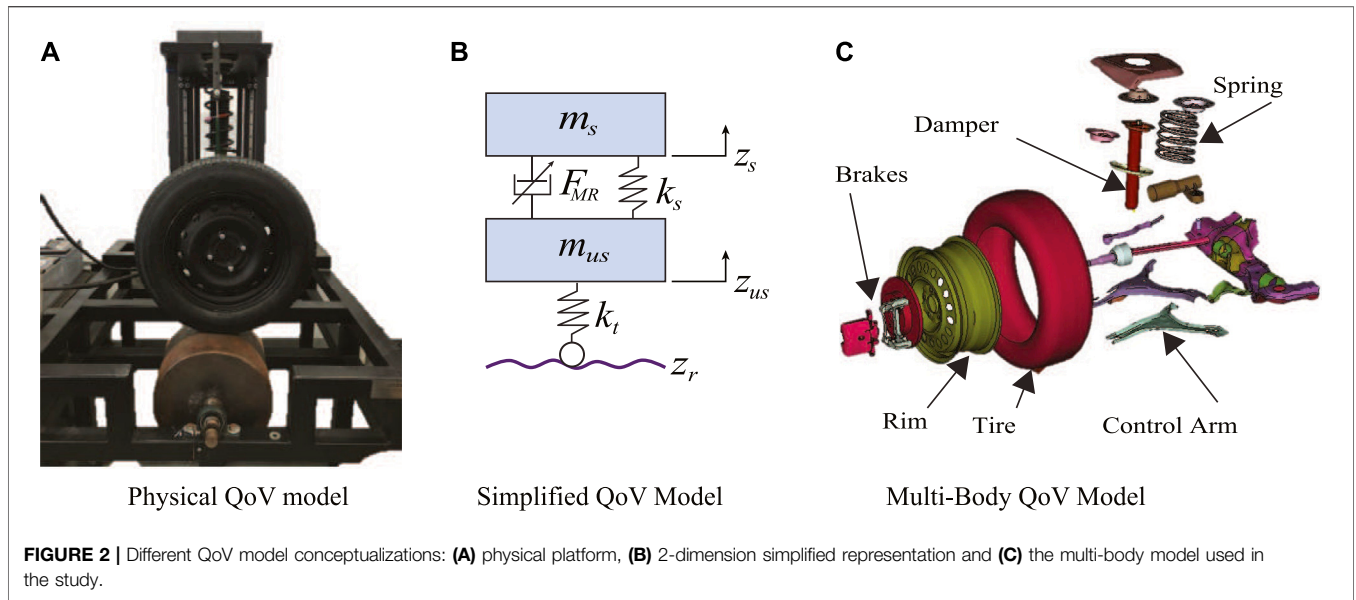 A
B
C
m_s
z_s
F_MR
k_s
m_us
z_us
k_t
z_r
Spring
Damper
Brakes
Rim
Tire
Control Arm
Physical QoV model
Simplified QoV Model
Multi-Body QoV Model
FIGURE 2 | Different QoV model conceptualizations: (A) physical platform, (B) 2-dimension simplified representation and (C) the multi-body model used in
the study.